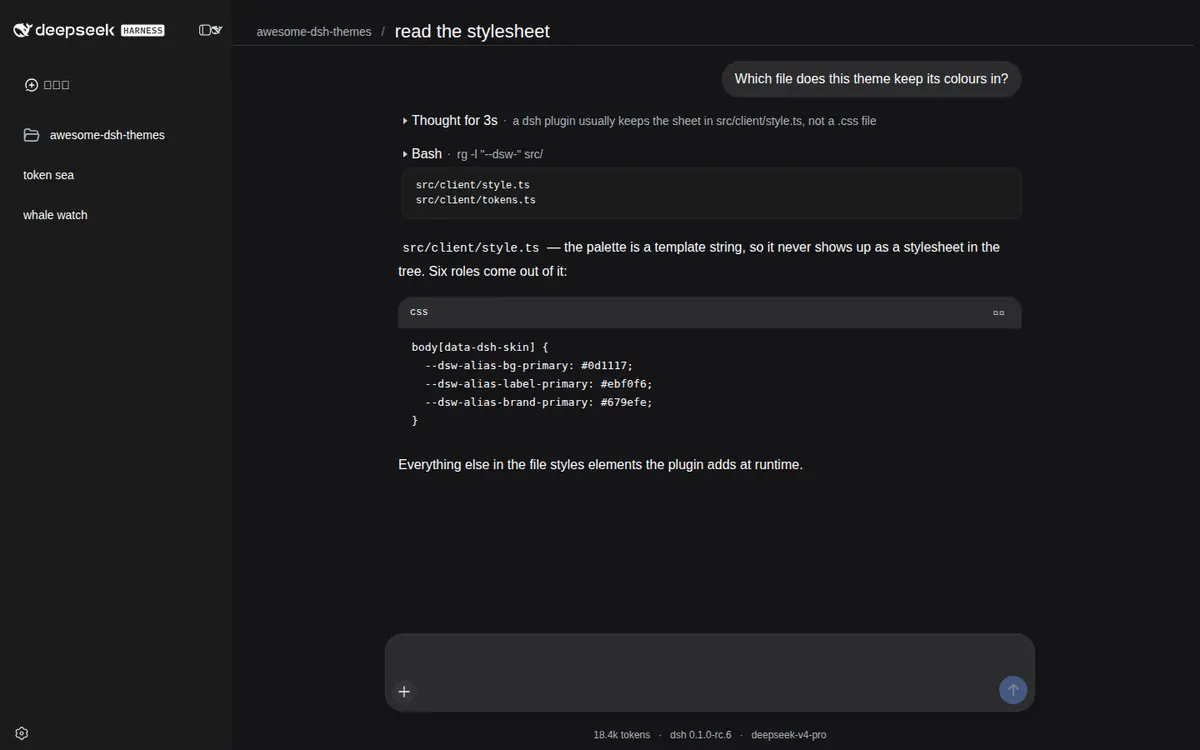 deepseek HARNESS
awesome-dsh-themes
token sea
whale watch
awesome-dsh-themes / read the stylesheet
Which file does this theme keep its colours in?
Thought for 3s · a dsh plugin usually keeps the sheet in src/client/style.ts, not a .css file
Bash · rg -l "--dsw-" src/
src/client/style.ts
src/client/tokens.ts
src/client/style.ts — the palette is a template string, so it never shows up as a stylesheet in the
tree. Six roles come out of it:
css
body[data-dsh-skin] {
--dsw-alias-bg-primary: #0d1117;
--dsw-alias-label-primary: #ebf0f6;
--dsw-alias-brand-primary: #679efe;
}
Everything else in the file styles elements the plugin adds at runtime.
18.4k tokens · dsh 0.1.0-rc.6 · deepseek-v4-pro